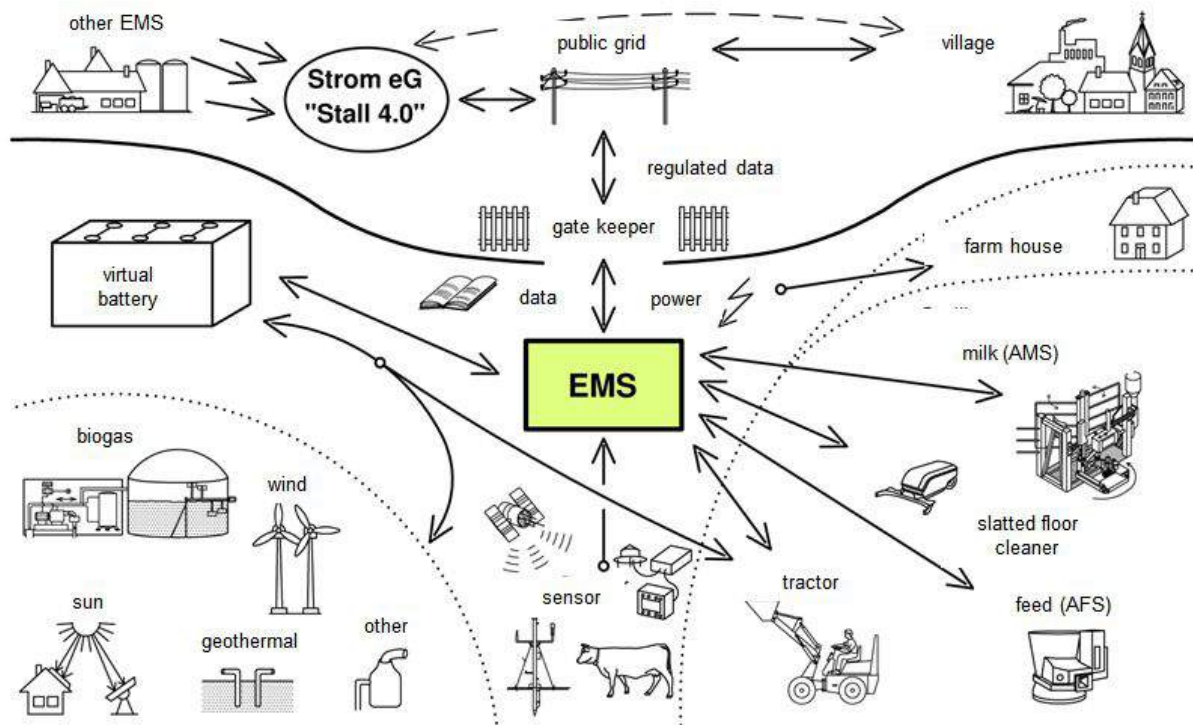 other EMS
Strom eG
"Stall 4.0"
public grid
village
regulated data
gate keeper
farm house
virtual
battery
data
power
EMS
milk (AMS)
biogas
wind
slatted floor
cleaner
sun
geothermal
other
sensor
tractor
feed (AFS)